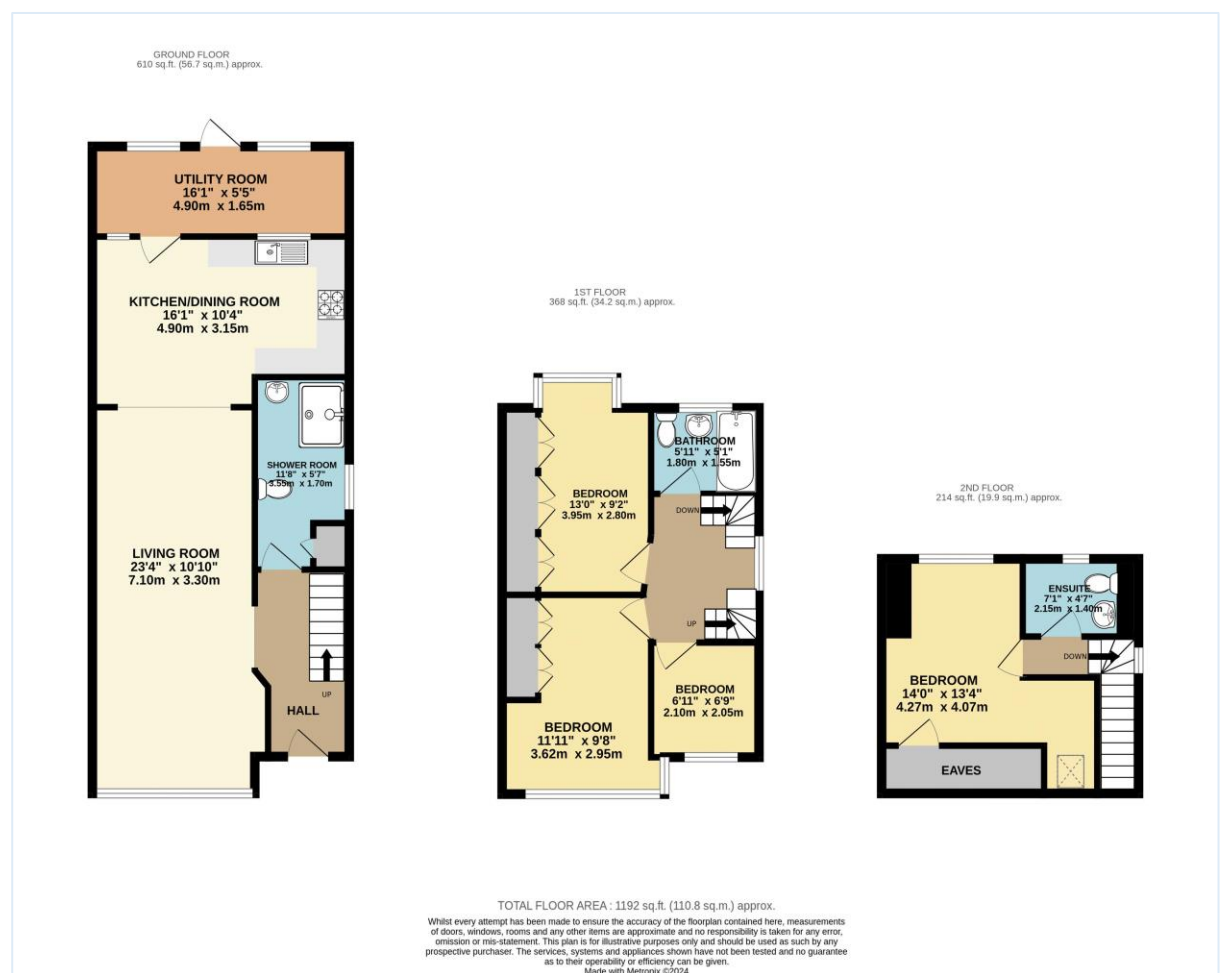 GROUND FLOOR
610 sq.ft. (56.7 sq.m.) approx.
UTILITY ROOM
16'1" x 5'5"
4.90m x 1.65m
KITCHEN/DINING ROOM
16'1" x 10'4"
4.90m x 3.15m
SHOWER ROOM
11'8" x 5'7"
3.55m x 1.70m
LIVING ROOM
23'4" x 10'10"
7.10m x 3.30m
UP
HALL
1ST FLOOR
368 sq.ft. (34.2 sq.m.) approx.
BATHROOM
5'11" x 5'1"
1.80m x 1.55m
BEDROOM
13'0" x 9'2"
3.95m x 2.80m
DOWN
UP
BEDROOM
6'11" x 6'9"
2.10m x 2.05m
BEDROOM
11'11" x 9'8"
3.62m x 2.95m
2ND FLOOR
214 sq.ft. (19.9 sq.m.) approx.
ENSUITE
7'1" x 4'7"
2.15m x 1.40m
DOWN
BEDROOM
14'0" x 13'4"
4.27m x 4.07m
EAVES
TOTAL FLOOR AREA : 1192 sq.ft. (110.8 sq.m.) approx.
Whilst every attempt has been made to ensure the accuracy of the floorplan contained here, measurements
of doors, windows, rooms and any other items are approximate and no responsibility is taken for any error,
omission or mis-statement. This plan is for illustrative purposes only and should be used as such by any
prospective purchaser. The services, systems and appliances shown have not been tested and no guarantee
as to their operability or efficiency can be given.
Made with Metropix ©2024